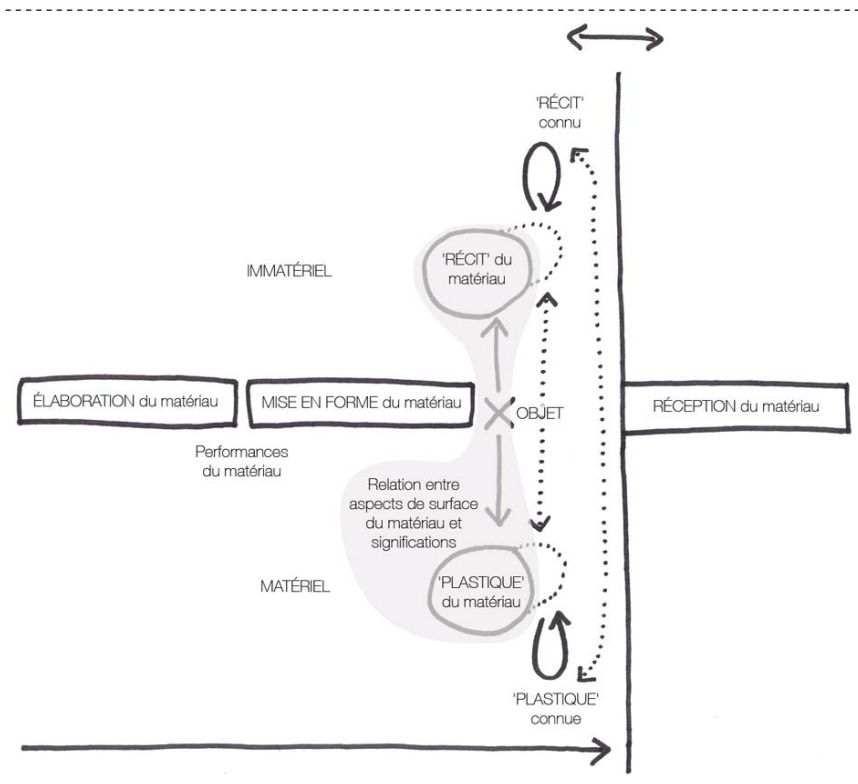 'RÉCIT'
connu
'RÉCIT' du
matériau
IMMATÉRIEL
ÉLABORATION du matériau
MISE EN FORME du matériau
OBJET
RÉCEPTION du matériau
Performances
du matériau
Relation entre
aspects de surface
du matériau et
significations
MATÉRIEL
'PLASTIQUE'
du matériau
'PLASTIQUE'
connue